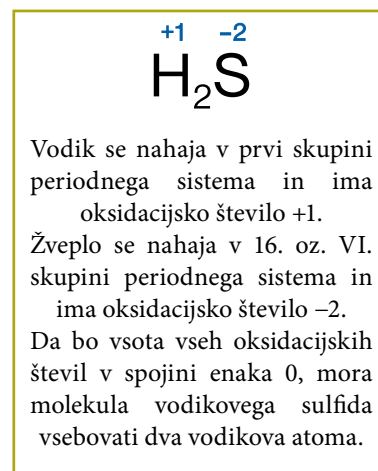 +1 −2
H₂S
Vodik se nahaja v prvi skupini
periodnega sistema in ima
oksidacijsko število +1.
Žveplo se nahaja v 16. oz. VI.
skupini periodnega sistema in
ima oksidacijsko število −2.
Da bo vsota vseh oksidacijskih
števil v spojini enaka 0, mora
molekula vodikovega sulfida
vsebovati dva vodikova atoma.